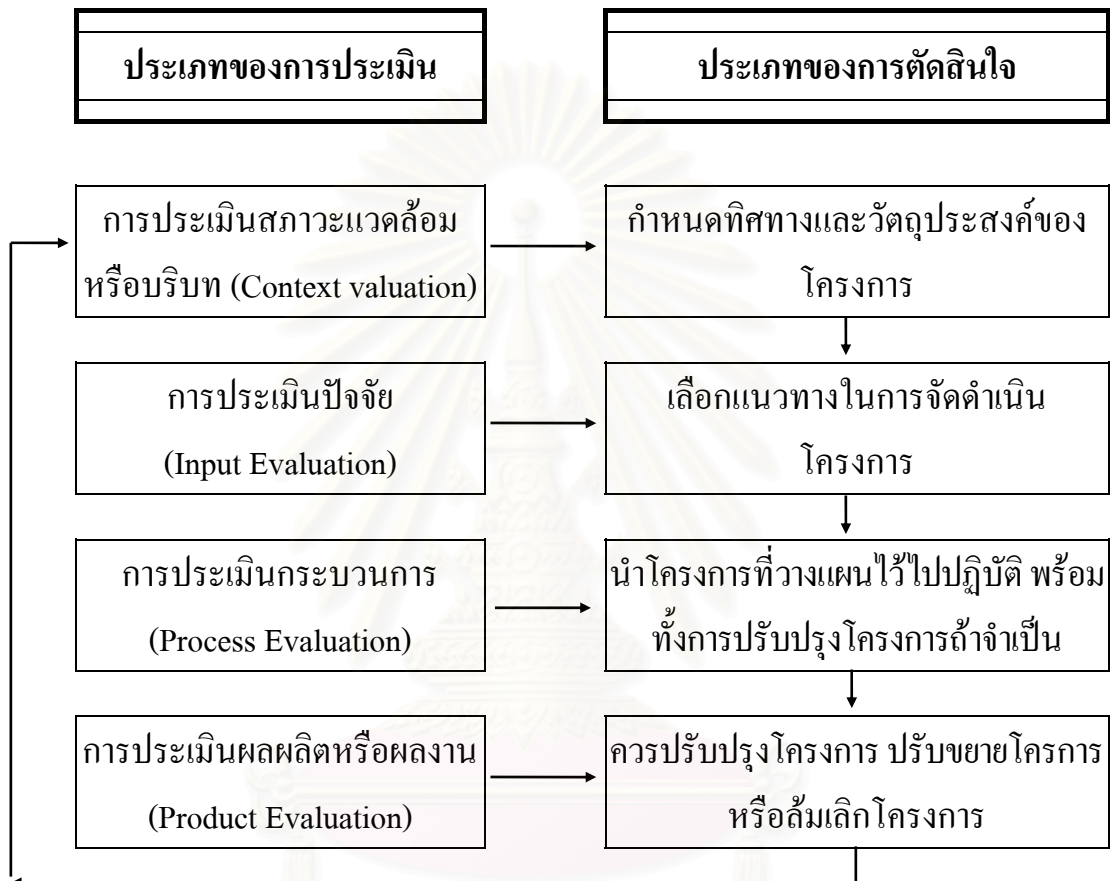 ประเภทของการประเมิน
ประเภทของการตัดสินใจ
การประเมินสภาวะแวดล้อม
หรือบริบท (Context valuation)
กำหนดทิศทางและวัตถุประสงค์ของ
โครงการ
การประเมินปัจจัย
(Input Evaluation)
เลือกแนวทางในการจัดดำเนิน
โครงการ
การประเมินกระบวนการ
(Process Evaluation)
นำโครงการที่วางแผนไว้ไปปฏิบัติ พร้อม
ทั้งการปรับปรุงโครงการถ้าจำเป็น
การประเมินผลผลิตหรือผลงาน
(Product Evaluation)
ควรปรับปรุงโครงการ ปรับขยายโครการ
หรือล้มเลิกโครงการ